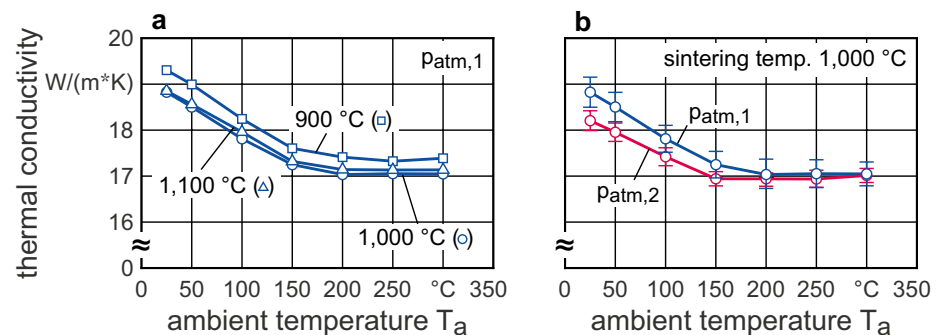 a
b
thermal conductivity
20
W/(m*K)
18
17
16
≈
0
p_atm,1
900 °C (□)
1,100 °C (△)
1,000 °C (○)
0 50 100 150 200 250 °C 350
ambient temperature T_a
sintering temp. 1,000 °C
p_atm,1
p_atm,2
≈
0 50 100 150 200 250 °C 350
ambient temperature T_a